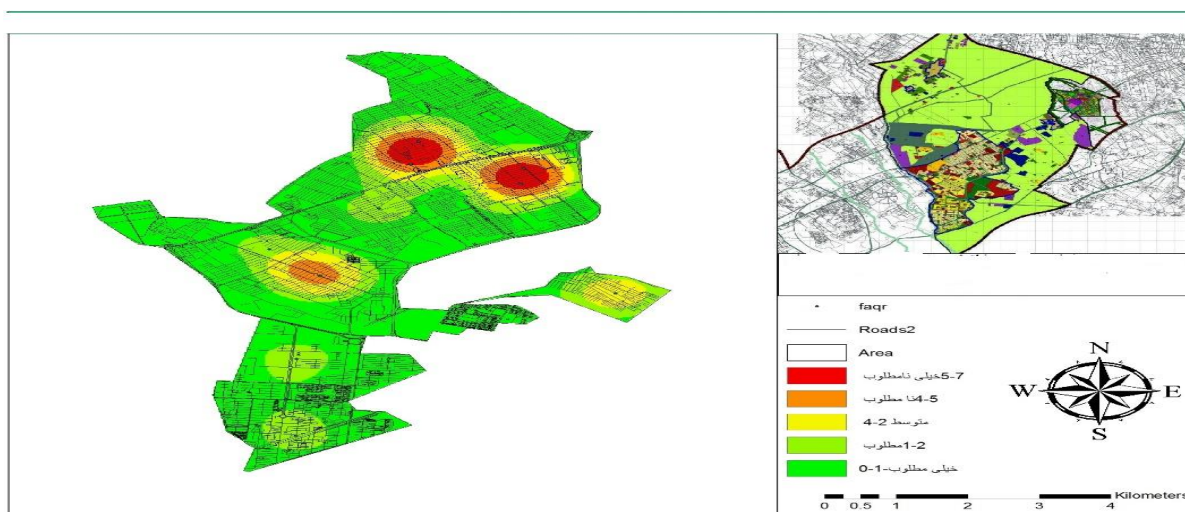 faqr
Roads2
Area
5-7خیلی نامطلوب
4-5نا مطلوب
متوسط 2-4
1-2مطلوب
خیلی مطلوب-1-0
N
W E
S
Kilometers
0 0.5 1 2 3 4